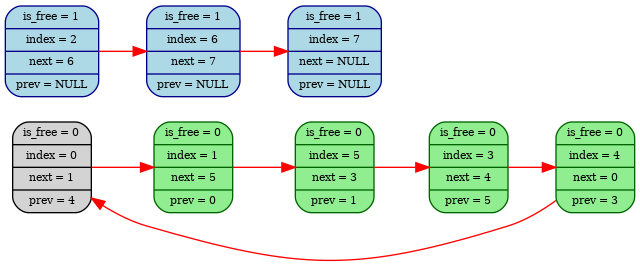 is_free = 1
index = 2
next = 6
prev = NULL
is_free = 1
index = 6
next = 7
prev = NULL
is_free = 1
index = 7
next = NULL
prev = NULL
is_free = 0
index = 0
next = 1
prev = 4
is_free = 0
index = 1
next = 5
prev = 0
is_free = 0
index = 5
next = 3
prev = 1
is_free = 0
index = 3
next = 4
prev = 5
is_free = 0
index = 4
next = 0
prev = 3